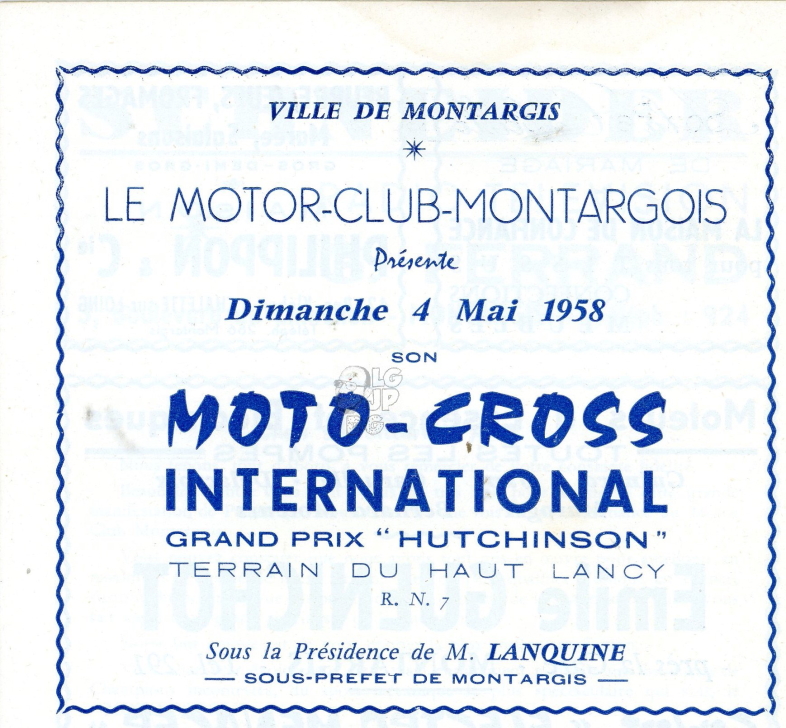 VILLE DE MONTARGIS
LE MOTOR-CLUB-MONTARGOIS
Présente
Dimanche 4 Mai 1958
SON
MOTO-CROSS
INTERNATIONAL
GRAND PRIX " HUTCHINSON "
TERRAIN DU HAUT LANCY
R. N. 7
Sous la Présidence de M. LANQUINE
SOUS-PREFET DE MONTARGIS